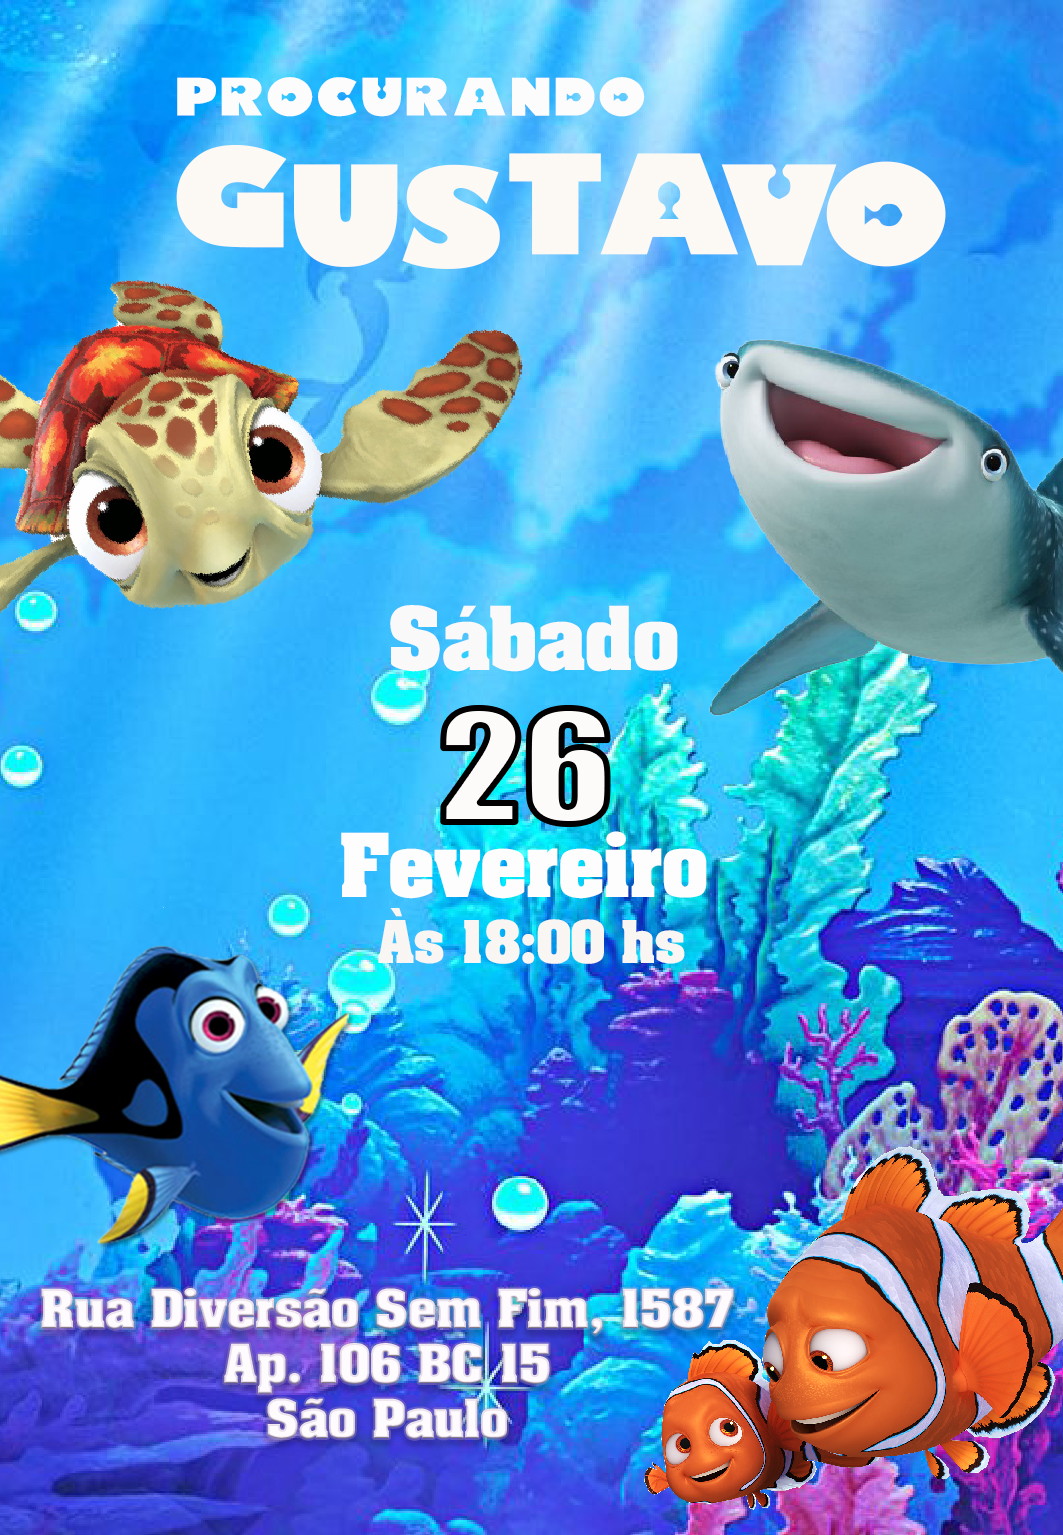 PROCURANDO
GUSTAVO
Sábado
26
Fevereiro
Às 18:00 hs
Rua Diversão Sem Fim, 1587
Ap. 106 BC 15
São Paulo